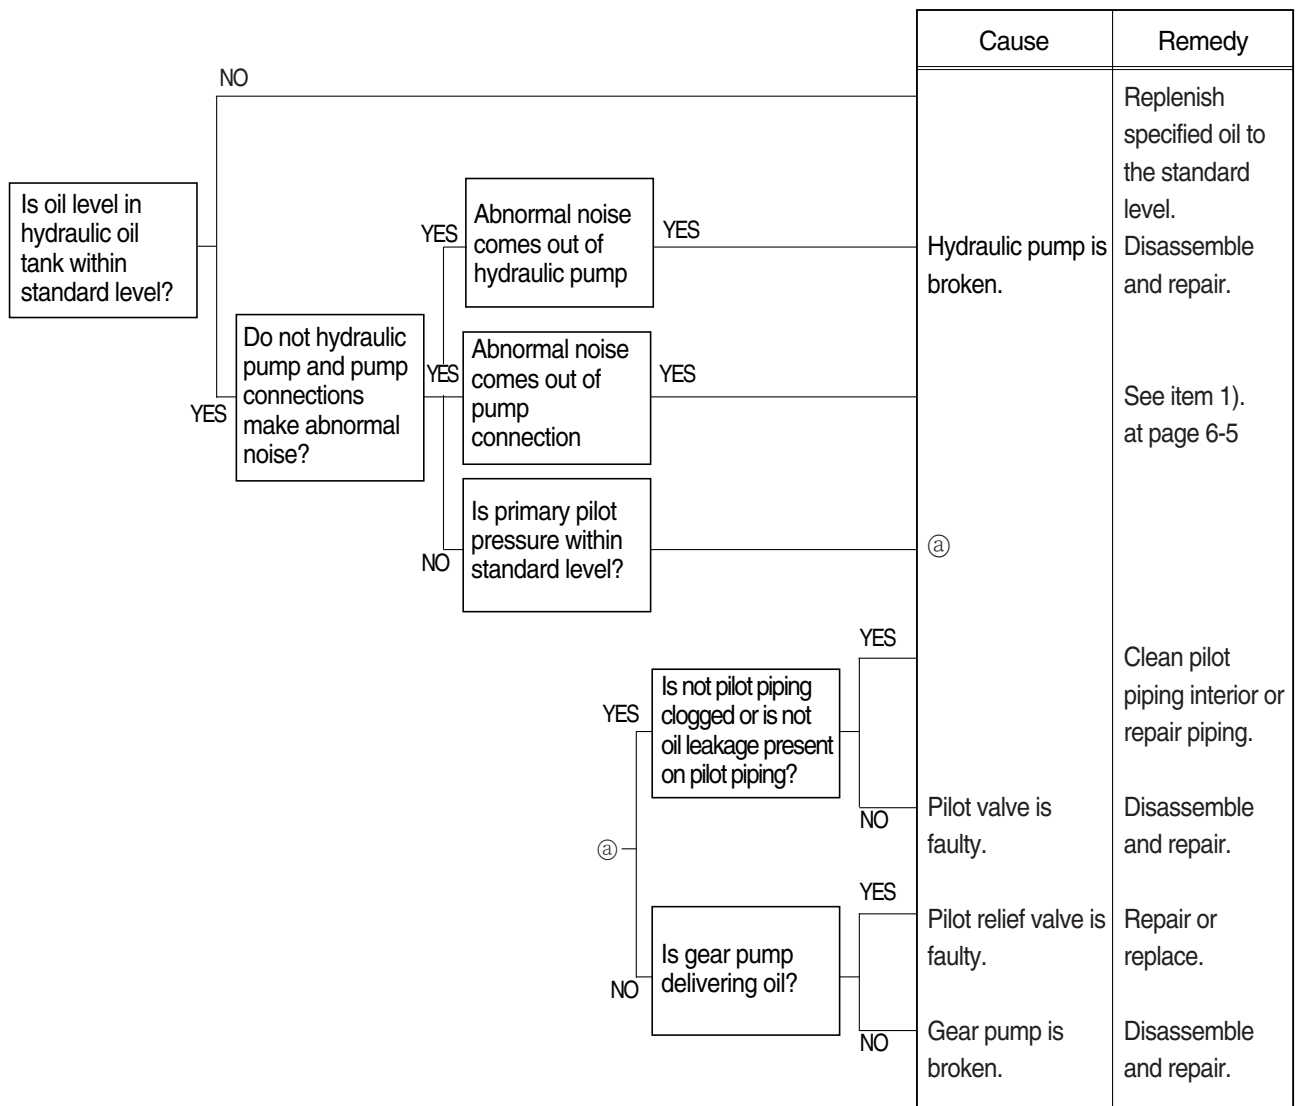 Cause
Remedy
NO
Replenish
specified oil to
the standard
level.
Is oil level in
hydraulic oil
tank within
standard level?
YES
Abnormal noise
comes out of
hydraulic pump
YES
Hydraulic pump is
broken.
Disassemble
and repair.
YES
Do not hydraulic
pump and pump
connections
make abnormal
noise?
YES
Abnormal noise
comes out of
pump
connection
YES
See item 1).
at page 6-5
NO
Is primary pilot
pressure within
standard level?
ⓐ
ⓐ
YES
Is not pilot piping
clogged or is not
oil leakage present
on pilot piping?
YES
Clean pilot
piping interior or
repair piping.
NO
Pilot valve is
faulty.
Disassemble
and repair.
NO
Is gear pump
delivering oil?
YES
Pilot relief valve is
faulty.
Repair or
replace.
NO
Gear pump is
broken.
Disassemble
and repair.